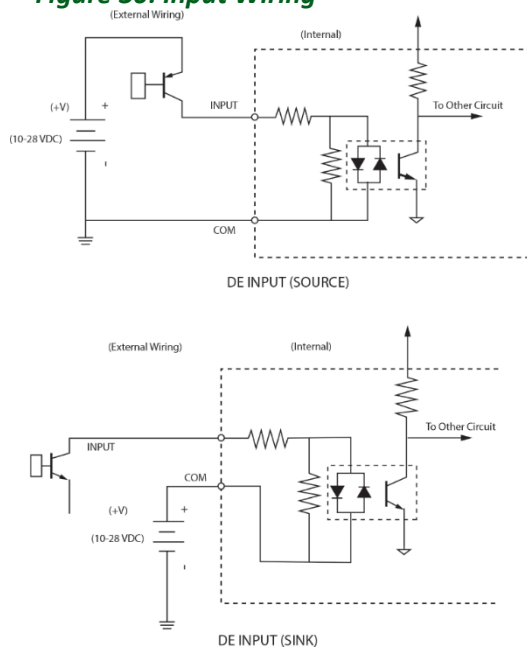 Figure 30: Input Wiring
(External Wiring)
(Internal)
(+V)
+
(10-28 VDC)
-
INPUT
To Other Circuit
COM
DE INPUT (SOURCE)
(External Wiring)
(Internal)
INPUT
To Other Circuit
COM
(+V)
+
(10-28 VDC)
-
DE INPUT (SINK)